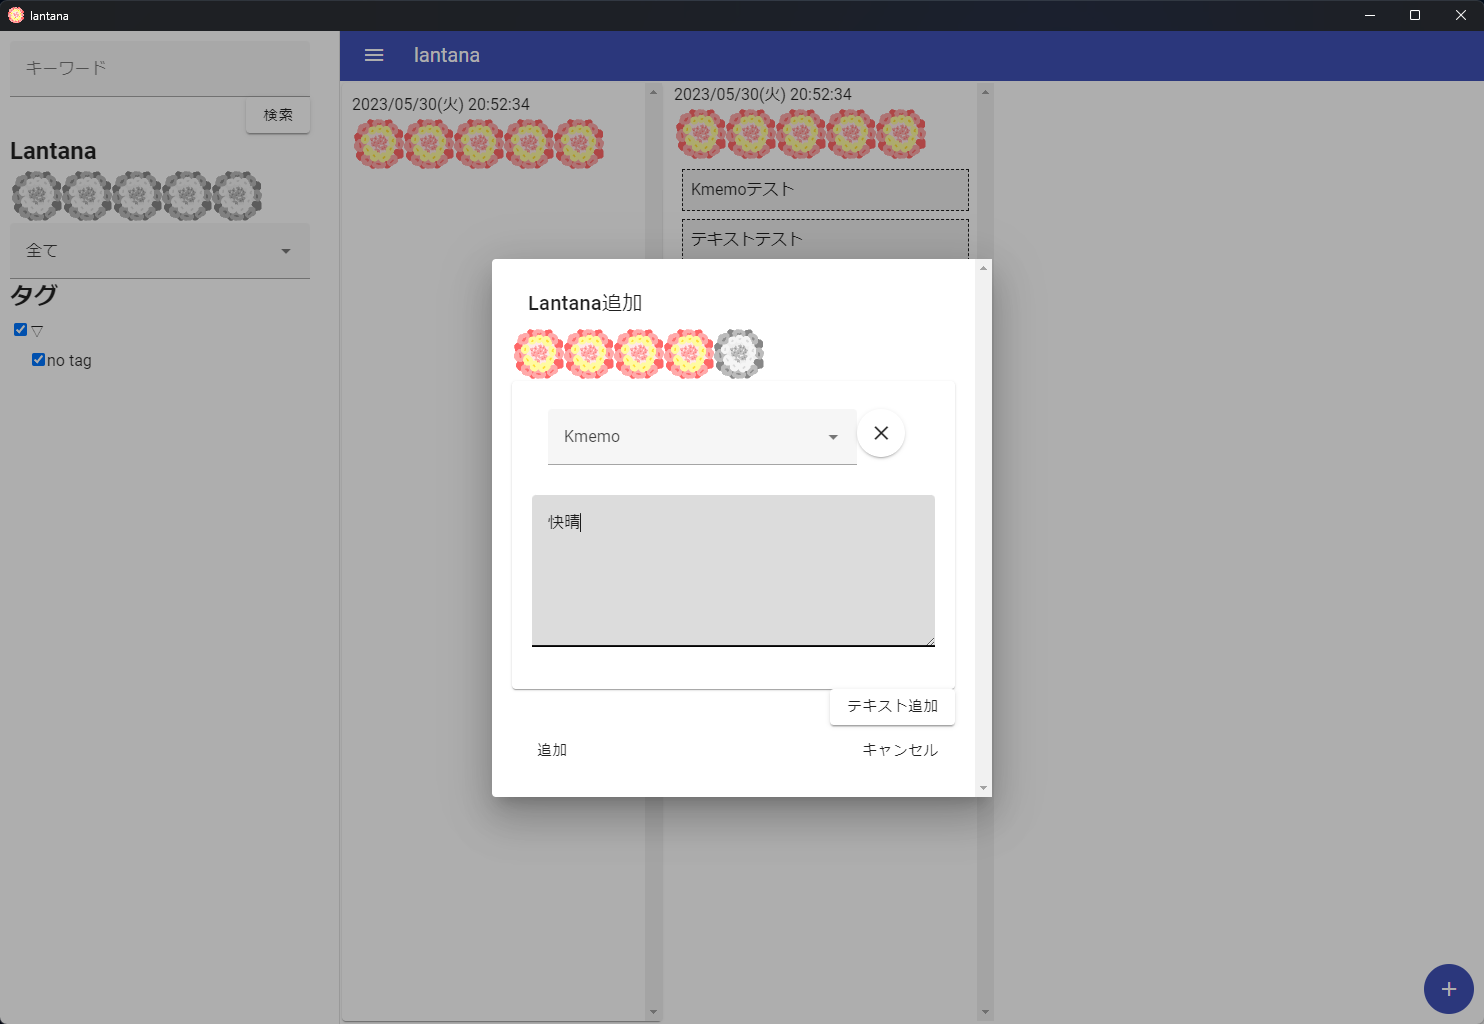 lantana
キーワード
検索
Lantana
全て
タグ
▽
no tag
lantana
2023/05/30(火) 20:52:34
2023/05/30(火) 20:52:34
Kmemoテスト
テキストテスト
Lantana追加
Kmemo
快晴
テキスト追加
追加
キャンセル